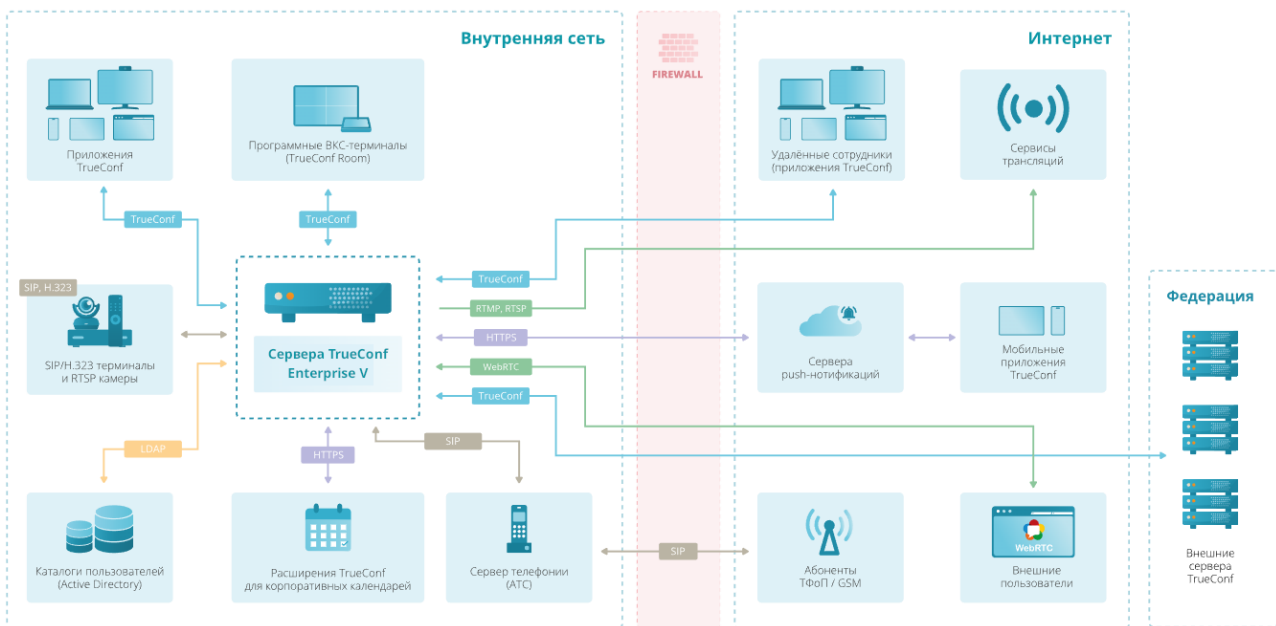 Внутренняя сеть
FIREWALL
Интернет
Приложения
TrueConf
Программные ВКС-терминалы
(TrueConf Room)
Удалённые сотрудники
(приложения TrueConf)
Сервисы
трансляций
TrueConf
TrueConf
TrueConf
RTMP, RTSP
HTTPS
WebRTC
TrueConf
SIP, H.323
SIP/H.323 терминалы
и RTSP камеры
Сервера TrueConf
Enterprise V
Сервера
push-нотификаций
Мобильные
приложения
TrueConf
Федерация
LDAP
HTTPS
SIP
SIP
Каталоги пользователей
(Active Directory)
Расширения TrueConf
для корпоративных календарей
Сервер телефонии
(АТС)
Абоненты
ТФоП / GSM
WebRTC
Внешние
пользователи
Внешние
сервера
TrueConf